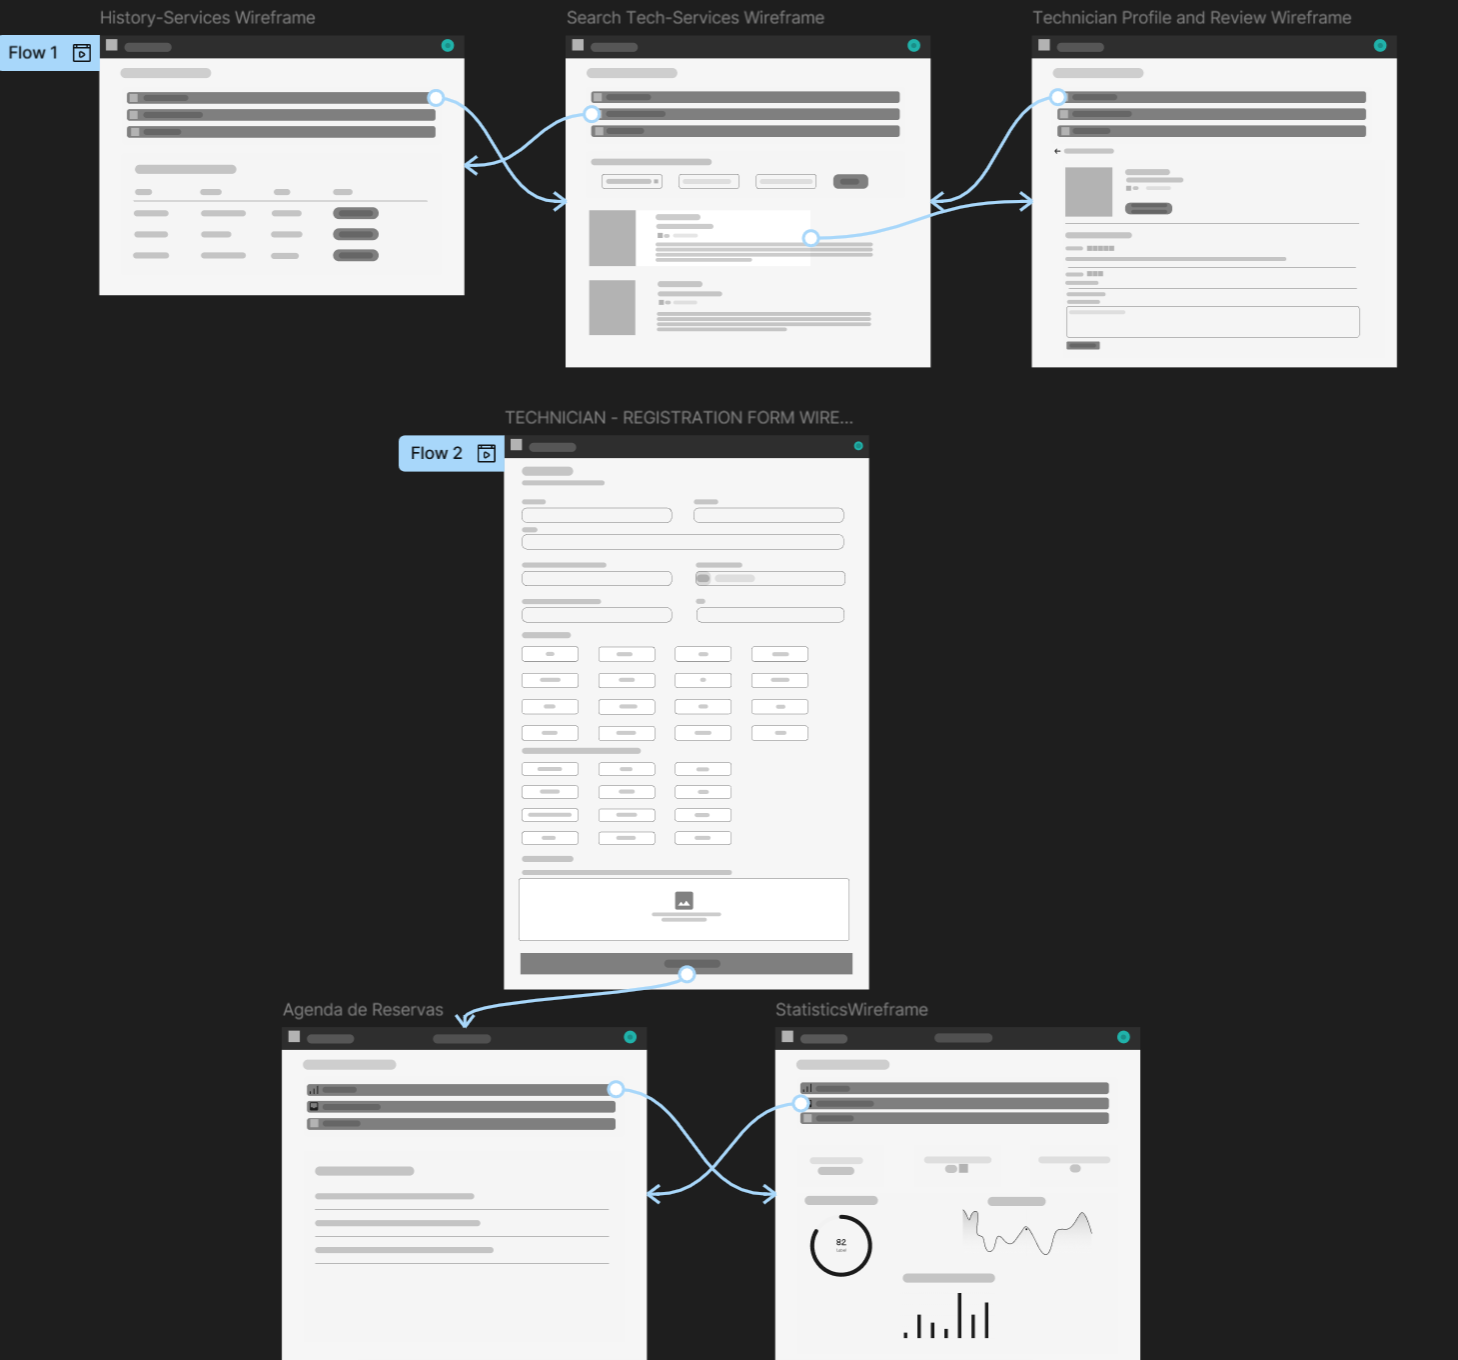 History-Services Wireframe
Search Tech-Services Wireframe
Technician Profile and Review Wireframe
Flow 1
TECHNICIAN - REGISTRATION FORM WIRE...
Flow 2
Agenda de Reservas
StatisticsWireframe
82
Label